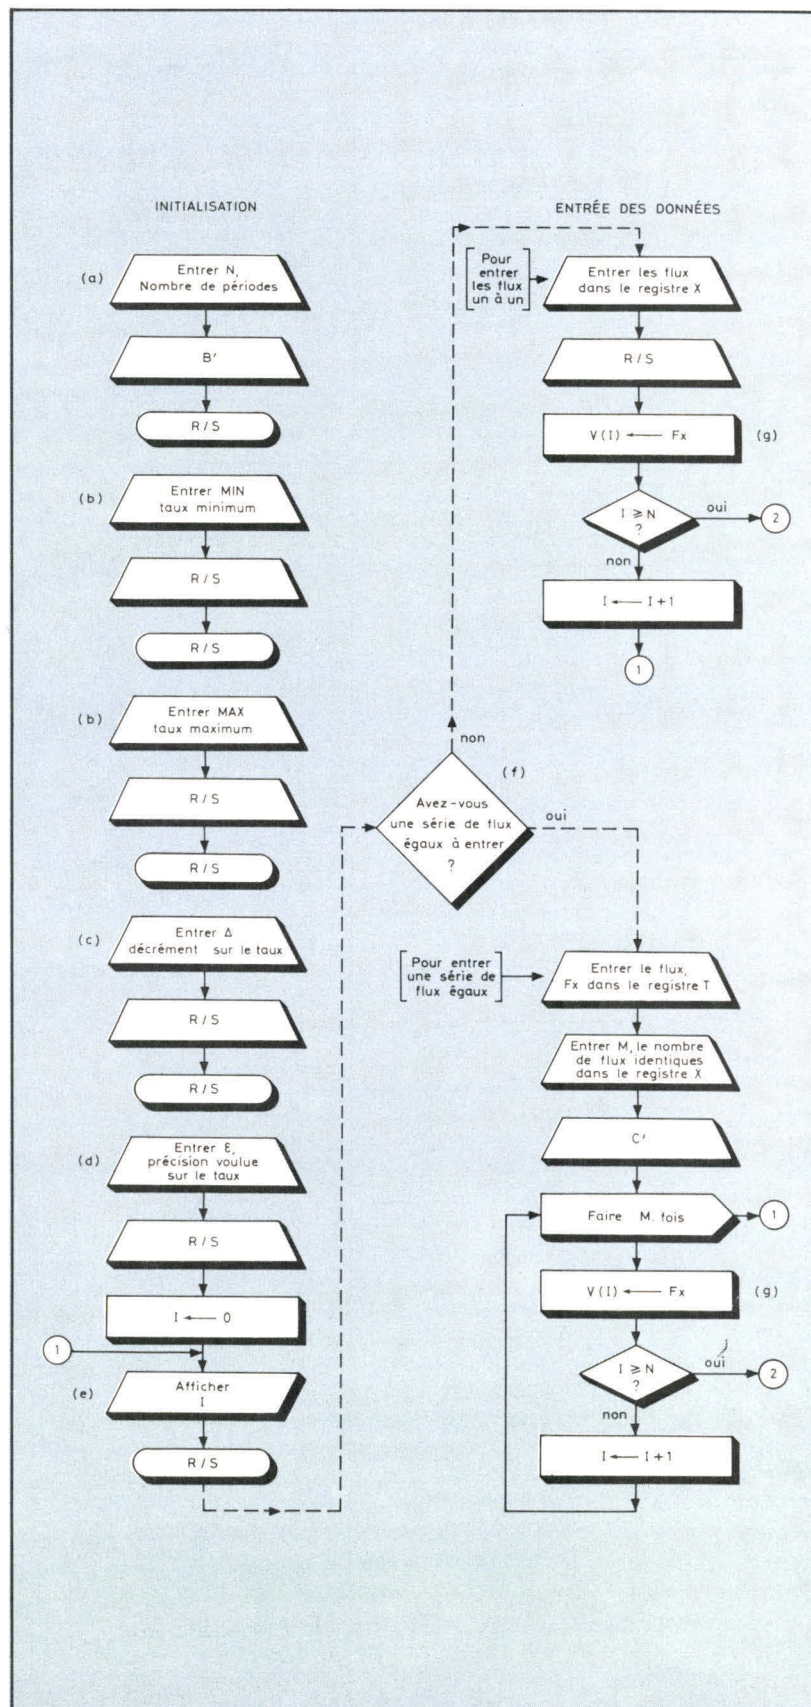 INITIALISATION
(a)
Entrer N,
Nombre de périodes
B′
R/S
(b)
Entrer MIN
taux minimum
R/S
R/S
(b)
Entrer MAX
taux maximum
R/S
R/S
(c)
Entrer Δ
décrément sur le taux
R/S
R/S
(d)
Entrer Ɛ,
précision voulue
sur le taux
R/S
I ← 0
1
(e)
Afficher
I
R/S
ENTRÉE DES DONNÉES
Pour
entrer
les flux
un à un
Entrer les flux
dans le registre X
R/S
V(I) ← Fx
(g)
I ≥ N
?
oui
2
non
I ← I+1
1
non
(f)
Avez-vous
une série de flux
égaux à entrer
?
oui
Pour entrer
une série de
flux égaux
Entrer le flux,
Fx dans le registre T
Entrer M, le nombre
de flux identiques
dans le registre X
C′
Faire M. fois
1
V(I) ← Fx
(g)
I ≥ N
?
oui
2
non
I ← I+1